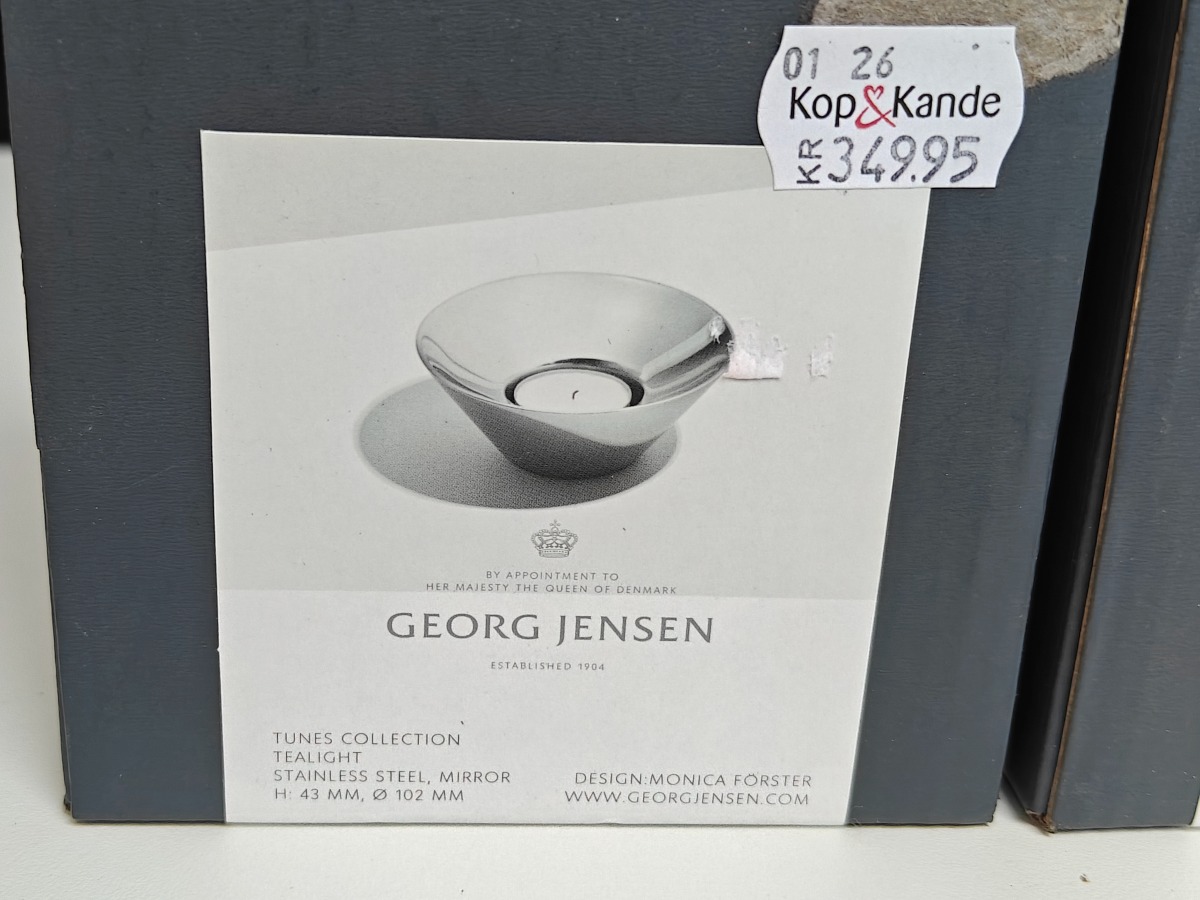 01 26
Kop&Kande
KR 349.95
BY APPOINTMENT TO
HER MAJESTY THE QUEEN OF DENMARK
GEORG JENSEN
ESTABLISHED 1904
TUNES COLLECTION
TEALIGHT
STAINLESS STEEL, MIRROR
H: 43 MM, Ø 102 MM
DESIGN:MONICA FÖRSTER
WWW.GEORGJENSEN.COM